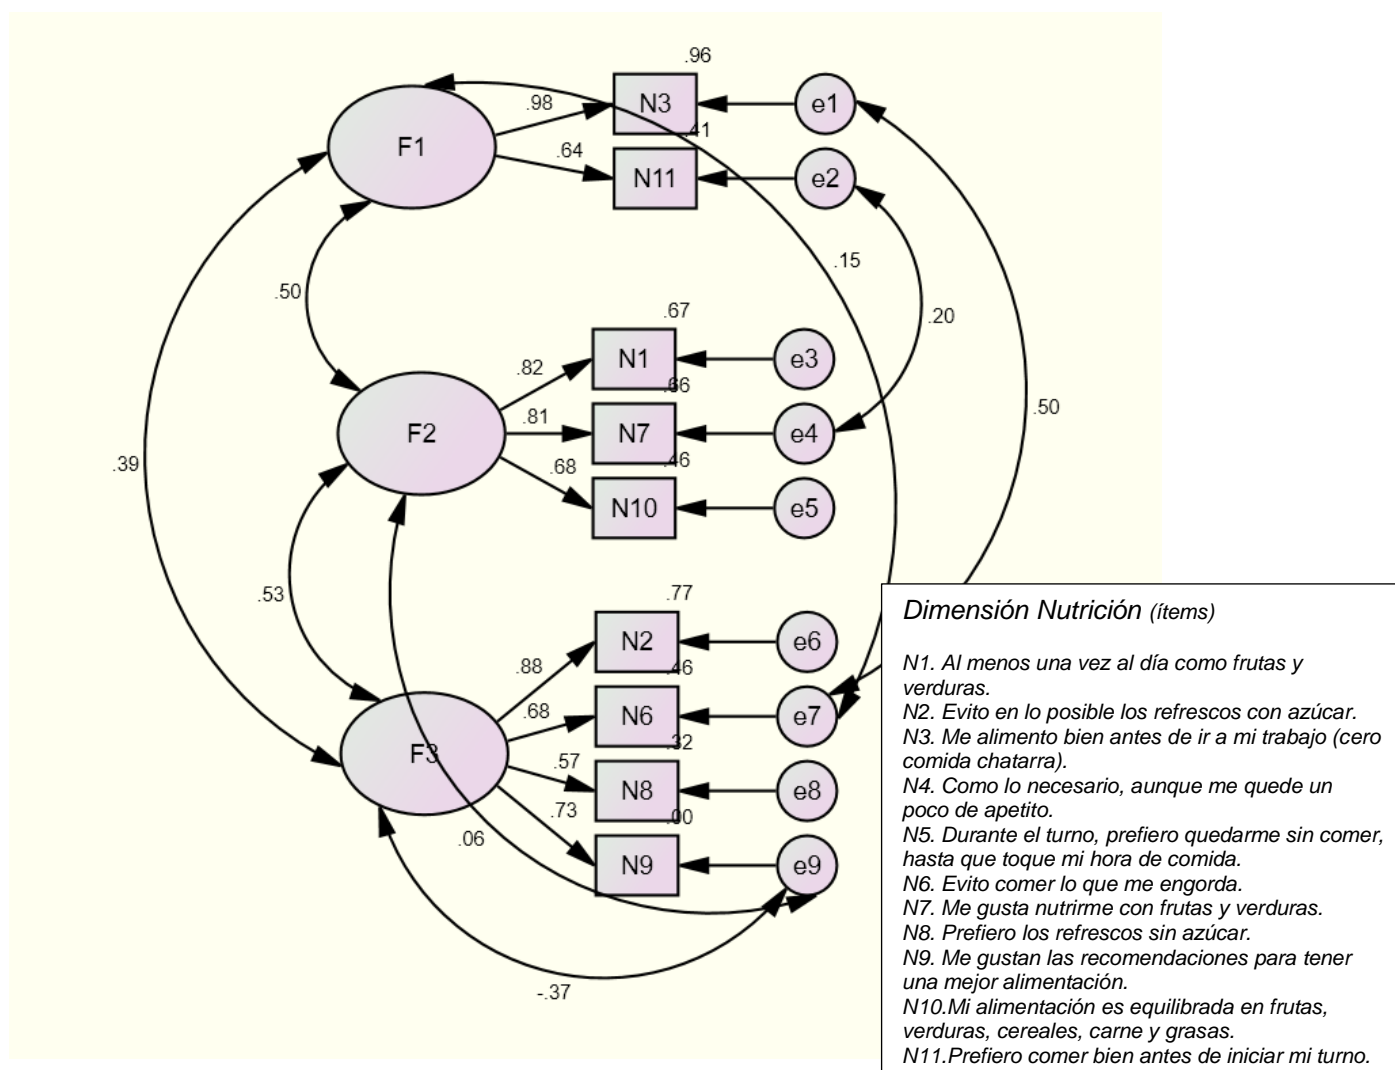 .96
.98
N3
e1
F1
.41
.64
N11
e2
.15
.50
.20
.67
.82
N1
e3
.66
.50
.81
F2
N7
e4
.39
.46
.68
N10
e5
.53
.77
N2
e6
.88
.46
.68
N6
e7
F3
.32
.57
N8
e8
.73
.00
.06
N9
e9
-.37
Dimensión Nutrición (ítems)
N1. Al menos una vez al día como frutas y
verduras.
N2. Evito en lo posible los refrescos con azúcar.
N3. Me alimento bien antes de ir a mi trabajo (cero
comida chatarra).
N4. Como lo necesario, aunque me quede un
poco de apetito.
N5. Durante el turno, prefiero quedarme sin comer,
hasta que toque mi hora de comida.
N6. Evito comer lo que me engorda.
N7. Me gusta nutrirme con frutas y verduras.
N8. Prefiero los refrescos sin azúcar.
N9. Me gustan las recomendaciones para tener
una mejor alimentación.
N10.Mi alimentación es equilibrada en frutas,
verduras, cereales, carne y grasas.
N11.Prefiero comer bien antes de iniciar mi turno.